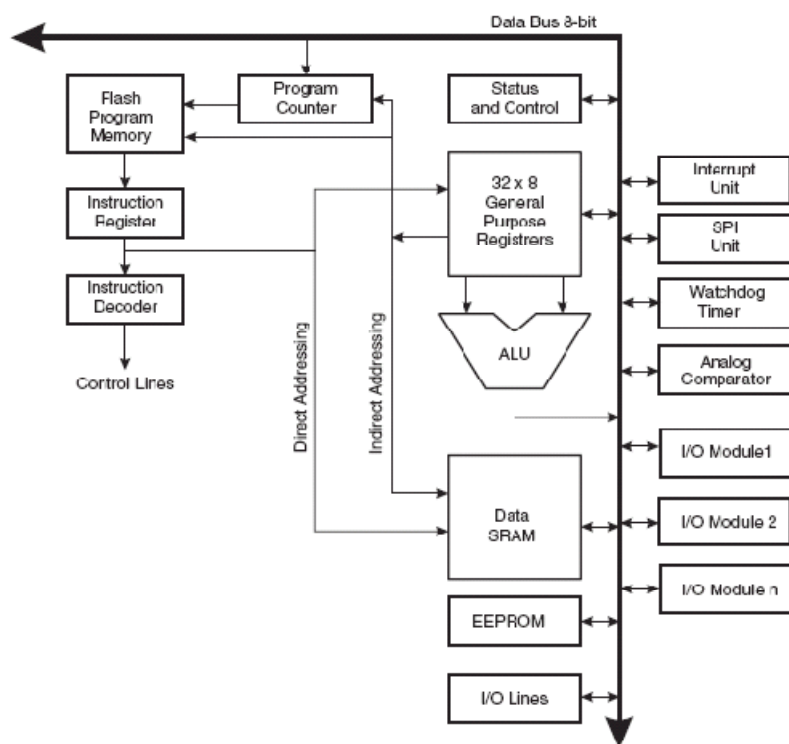 Data Bus 8-bit
Flash
Program
Memory
Program
Counter
Status
and Control
Instruction
Register
32 x 8
General
Purpose
Registrers
Interrupt
Unit
SPI
Unit
Instruction
Decoder
Watchdog
Timer
Control Lines
Direct Addressing
Indirect Addressing
ALU
Analog
Comparator
I/O Module1
Data
SRAM
I/O Module 2
I/O Module n
EEPROM
I/O Lines